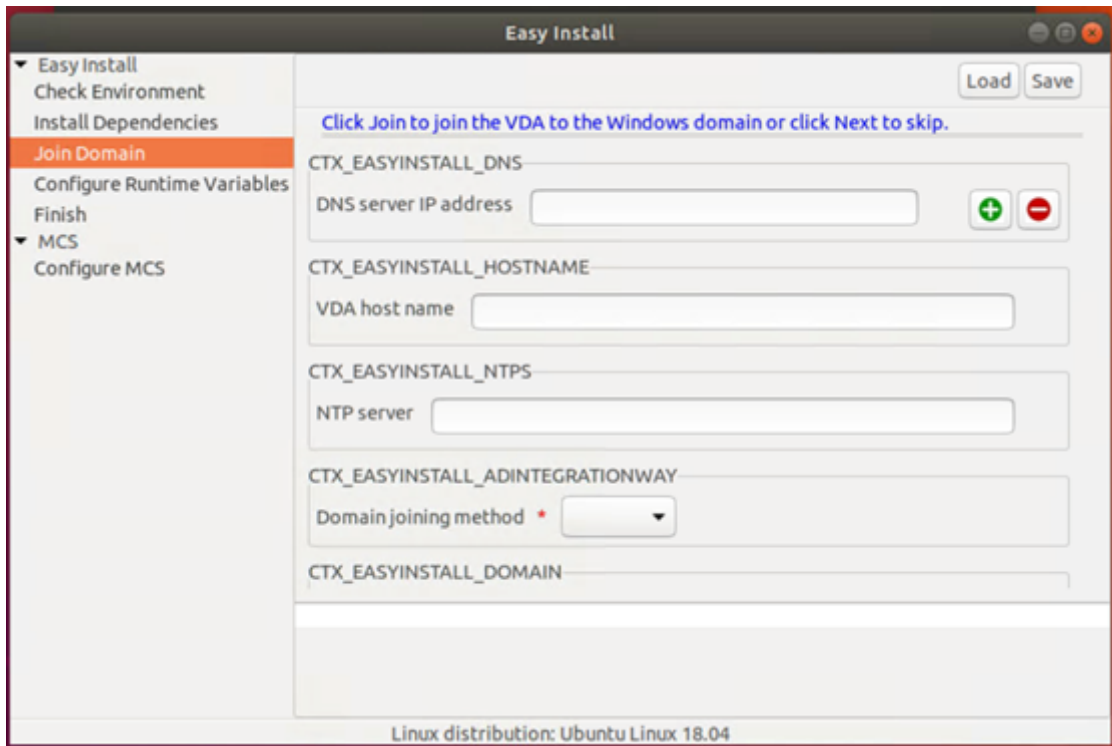 Easy Install
Easy Install
Check Environment
Install Dependencies
Join Domain
Configure Runtime Variables
Finish
MCS
Configure MCS
Load Save
Click Join to join the VDA to the Windows domain or click Next to skip.
CTX_EASYINSTALL_DNS
DNS server IP address
CTX_EASYINSTALL_HOSTNAME
VDA host name
CTX_EASYINSTALL_NTPS
NTP server
CTX_EASYINSTALL_ADINTEGRATIONWAY
Domain joining method *
CTX_EASYINSTALL_DOMAIN
Linux distribution: Ubuntu Linux 18.04